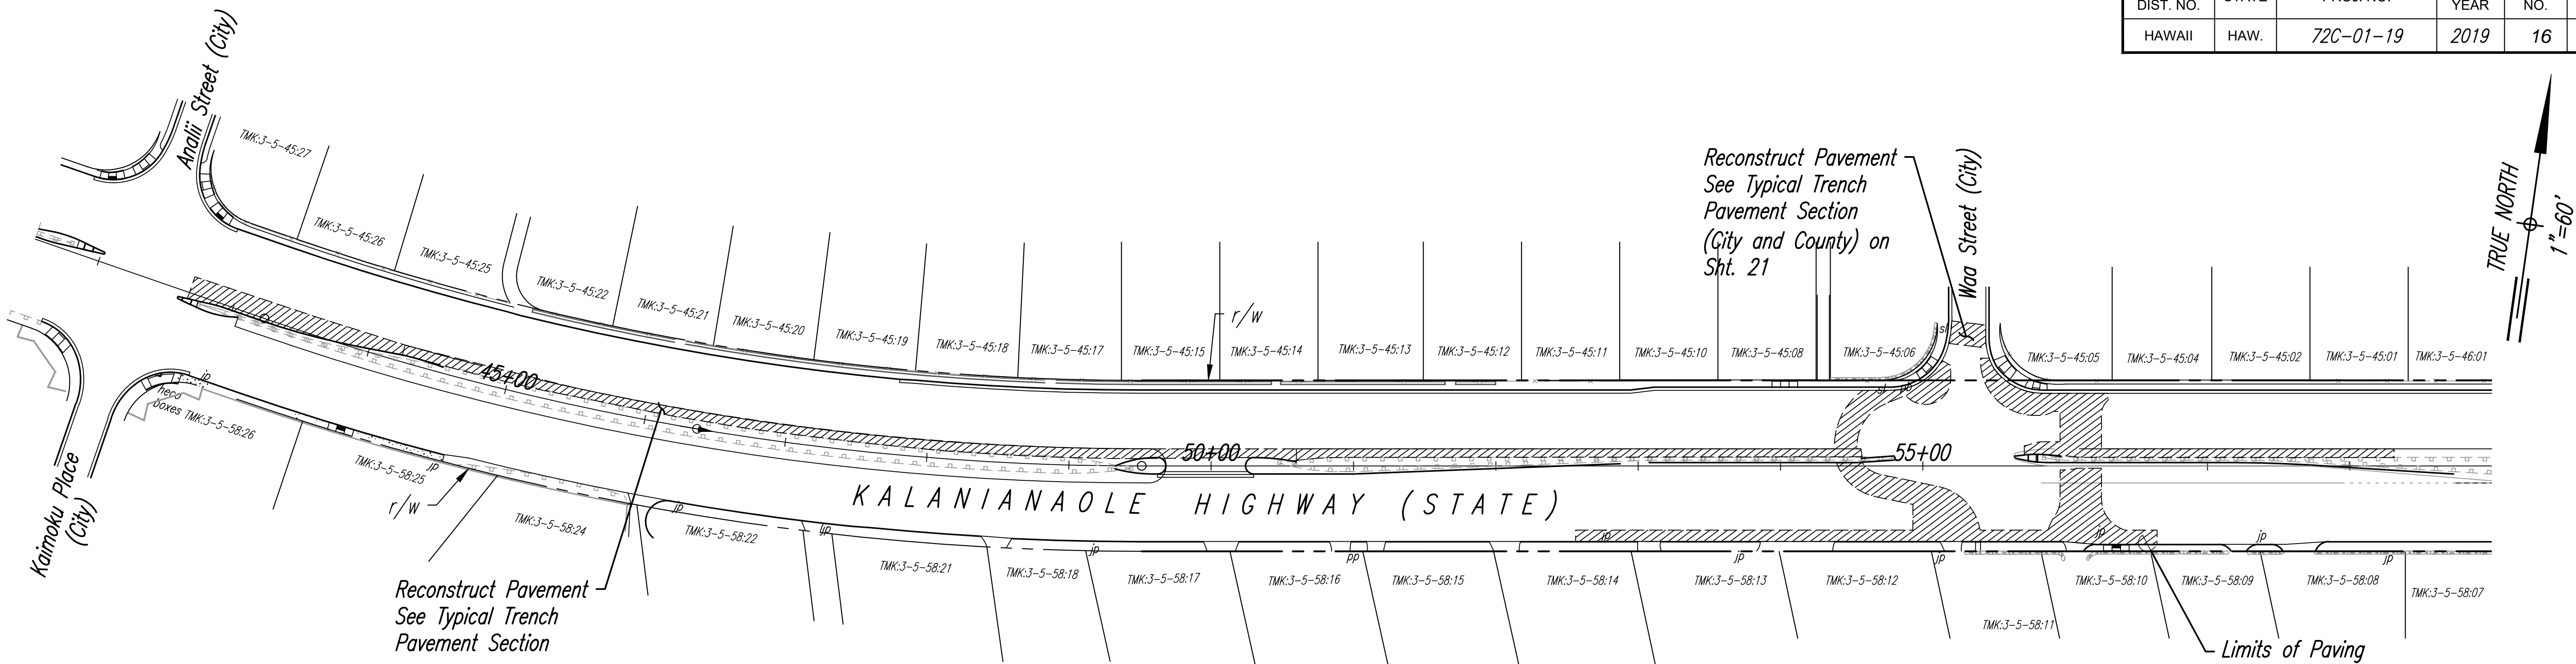 DIST. NO.
YEAR
NO.
HAWAII
HAW.
72C-01-19
2019
16
Analii Street (City)
TMK:3-5-45:27
TMK:3-5-45:26
TMK:3-5-45:25
TMK:3-5-45:22
TMK:3-5-45:21
TMK:3-5-45:20
TMK:3-5-45:19
TMK:3-5-45:18
TMK:3-5-45:17
TMK:3-5-45:15
TMK:3-5-45:14
TMK:3-5-45:13
TMK:3-5-45:12
TMK:3-5-45:11
TMK:3-5-45:10
TMK:3-5-45:08
TMK:3-5-45:06
TMK:3-5-45:05
TMK:3-5-45:04
TMK:3-5-45:02
TMK:3-5-45:01
TMK:3-5-46:01
r/w
Reconstruct Pavement
See Typical Trench
Pavement Section
(City and County) on
Sht. 21
Waa Street (City)
sl
sl
TRUE NORTH
1"=60'
45+00
50+00
55+00
KALANIANAOLE HIGHWAY (STATE)
Kaimoku Place
(City)
jp
heco
boxes
TMK:3-5-58:26
TMK:3-5-58:25
jp
r/w
TMK:3-5-58:24
jp
TMK:3-5-58:22
jp
TMK:3-5-58:21
TMK:3-5-58:18
jp
TMK:3-5-58:17
TMK:3-5-58:16
pp
TMK:3-5-58:15
TMK:3-5-58:14
jp
TMK:3-5-58:13
jp
TMK:3-5-58:12
jp
TMK:3-5-58:11
jp
TMK:3-5-58:10
TMK:3-5-58:09
jp
TMK:3-5-58:08
jp
TMK:3-5-58:07
Reconstruct Pavement
See Typical Trench
Pavement Section
Limits of Paving